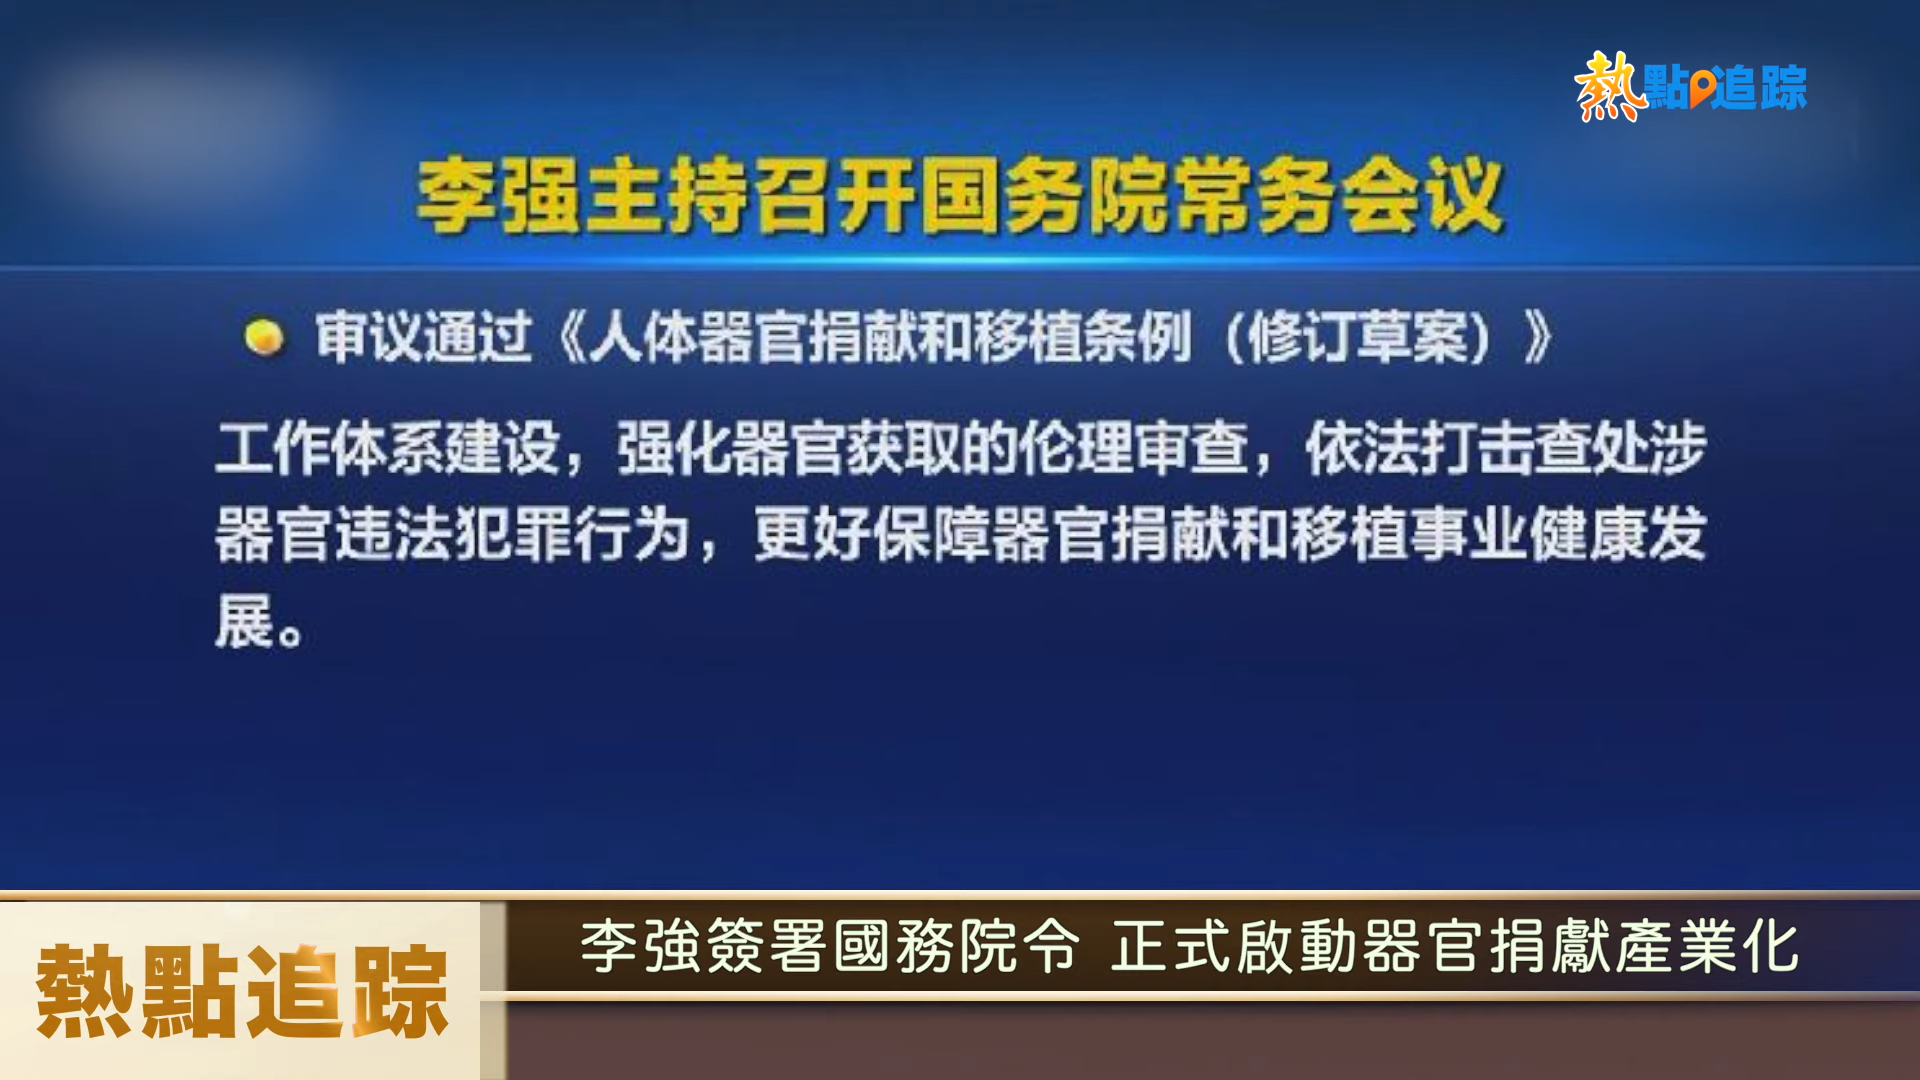 熱點追踪
李强主持召开国务院常务会议
审议通过《人体器官捐献和移植条例（修订草案）》
工作体系建设，强化器官获取的伦理审查，依法打击查处涉
器官违法犯罪行为，更好保障器官捐献和移植事业健康发
展。
李強簽署國務院令 正式啟動器官捐獻產業化
熱點追踪